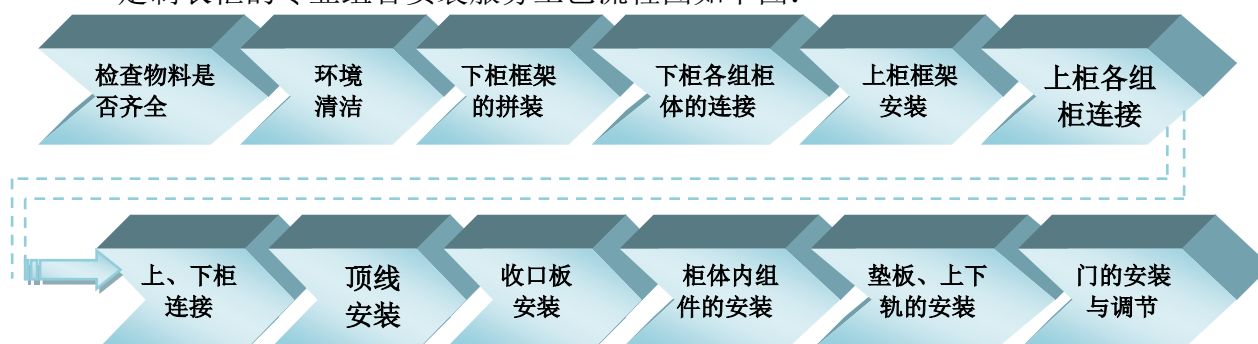 检查物料是
否齐全
环境
清洁
下柜框架
的拼装
下柜各组柜
体的连接
上柜框架
安装
上柜各组
柜连接
上、下柜
连接
顶线
安装
收口板
安装
柜体内组
件的安装
垫板、上下
轨的安装
门的安装
与调节